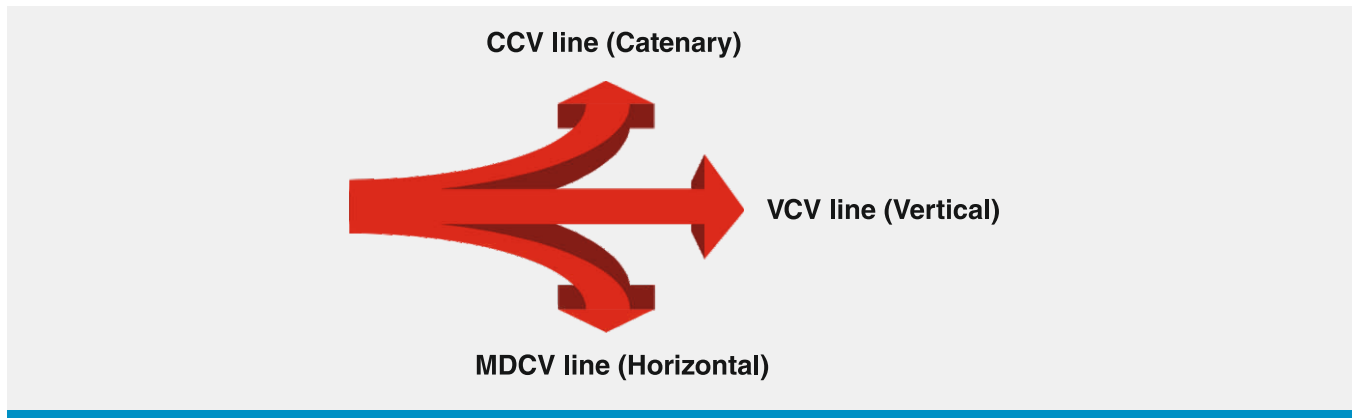 CCV line (Catenary)
VCV line (Vertical)
MDCV line (Horizontal)